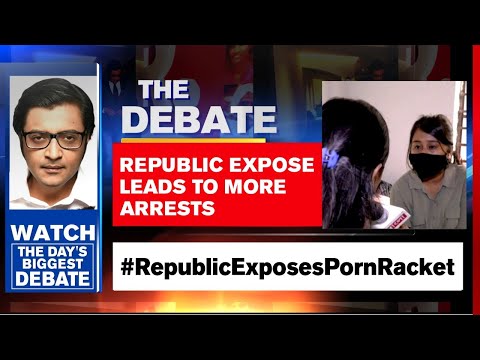 THE
DEBATE
REPUBLIC EXPOSE
LEADS TO MORE
ARRESTS
WATCH
THE DAY'S
BIGGEST
DEBATE
#RepublicExposesPornRacket